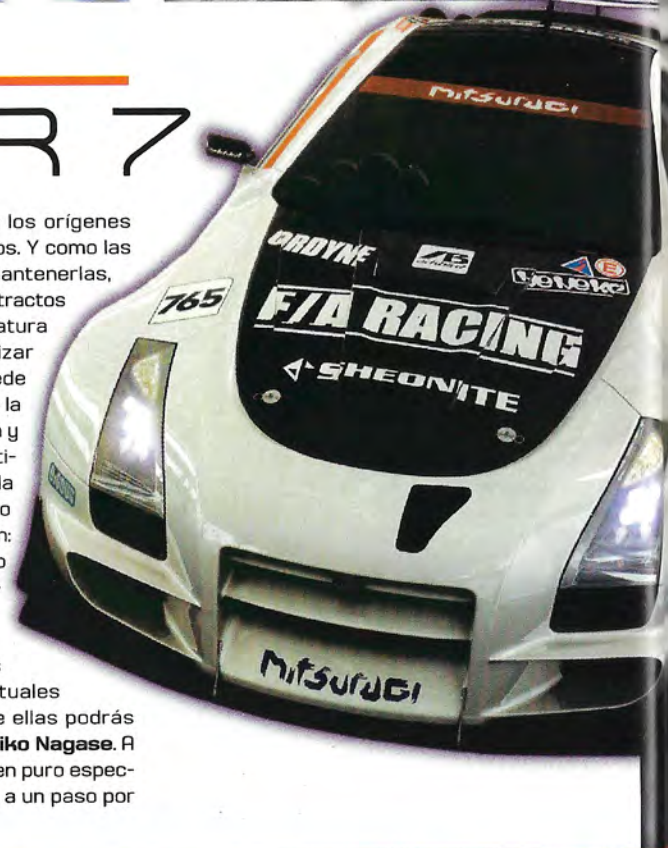 R 7
los orígenes
os. Y como las
antenerlas,
tractos
atura
izar
ede
la
n y
ti-
la
o
n:
o
tuales
e ellas podrás
iko Nagase. A
en puro espec-
a un paso por
mitsurugi
ORDYNE
765
F/A RACING
SHEONITE
7
mitsurugi